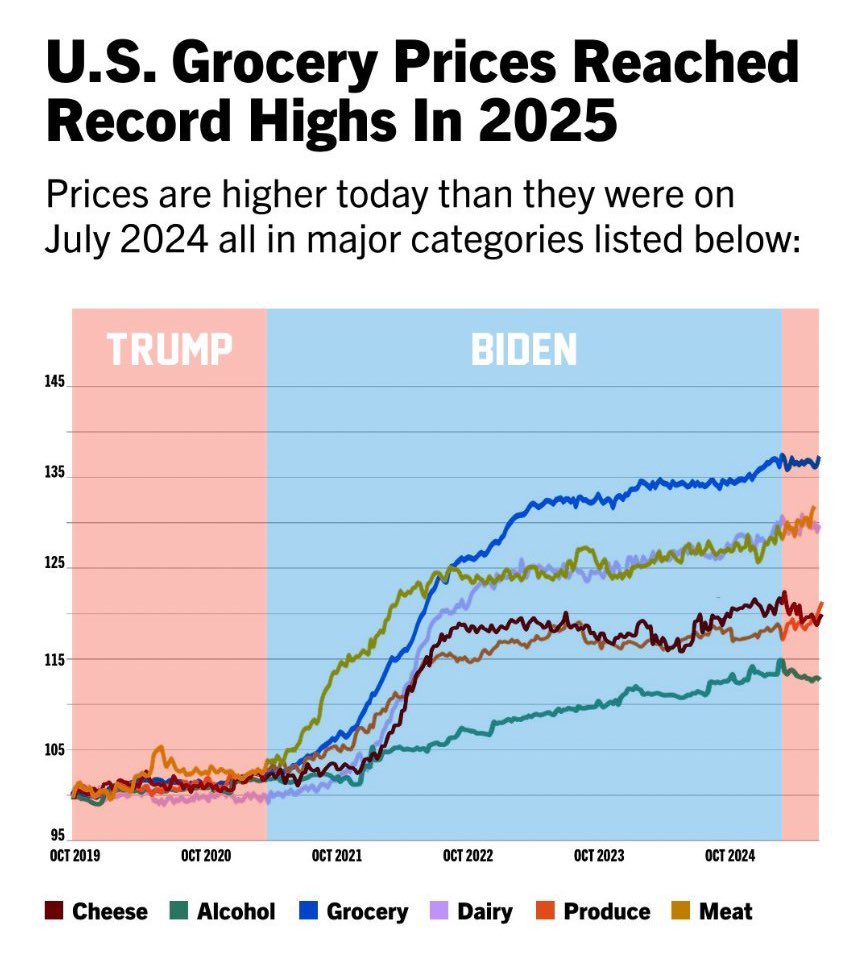 U.S. Grocery Prices Reached
Record Highs In 2025
Prices are higher today than they were on
July 2024 all in major categories listed below:
TRUMP
BIDEN
145
135
125
115
105
95
OCT 2019
OCT 2020
OCT 2021
OCT 2022
OCT 2023
OCT 2024
Cheese
Alcohol
Grocery
Dairy
Produce
Meat